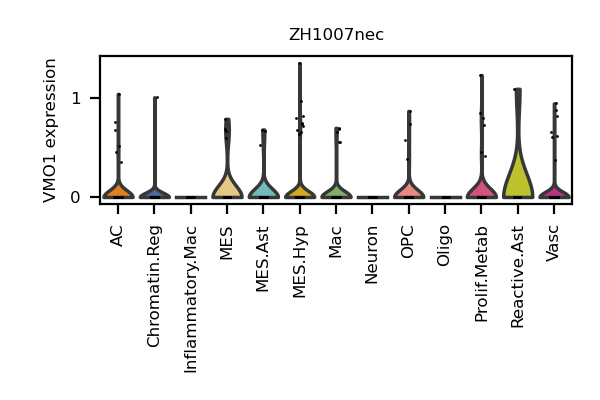 ZH1007nec
VMO1 expression
1
0
AC
Chromatin.Reg
Inflammatory.Mac
MES
MES.Ast
MES.Hyp
Mac
Neuron
OPC
Oligo
Prolif.Metab
Reactive.Ast
Vasc